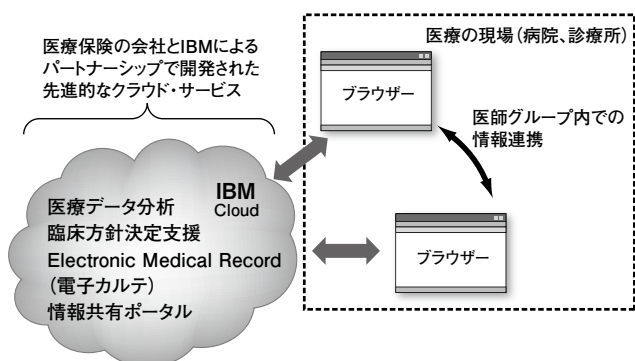 医療保険の会社とIBMによる
パートナーシップで開発された
先進的なクラウド・サービス
IBM
Cloud
医療データ分析
臨床方針決定支援
Electronic Medical Record
（電子カルテ）
情報共有ポータル
医療の現場（病院、診療所）
ブラウザー
医師グループ内での
情報連携
ブラウザー